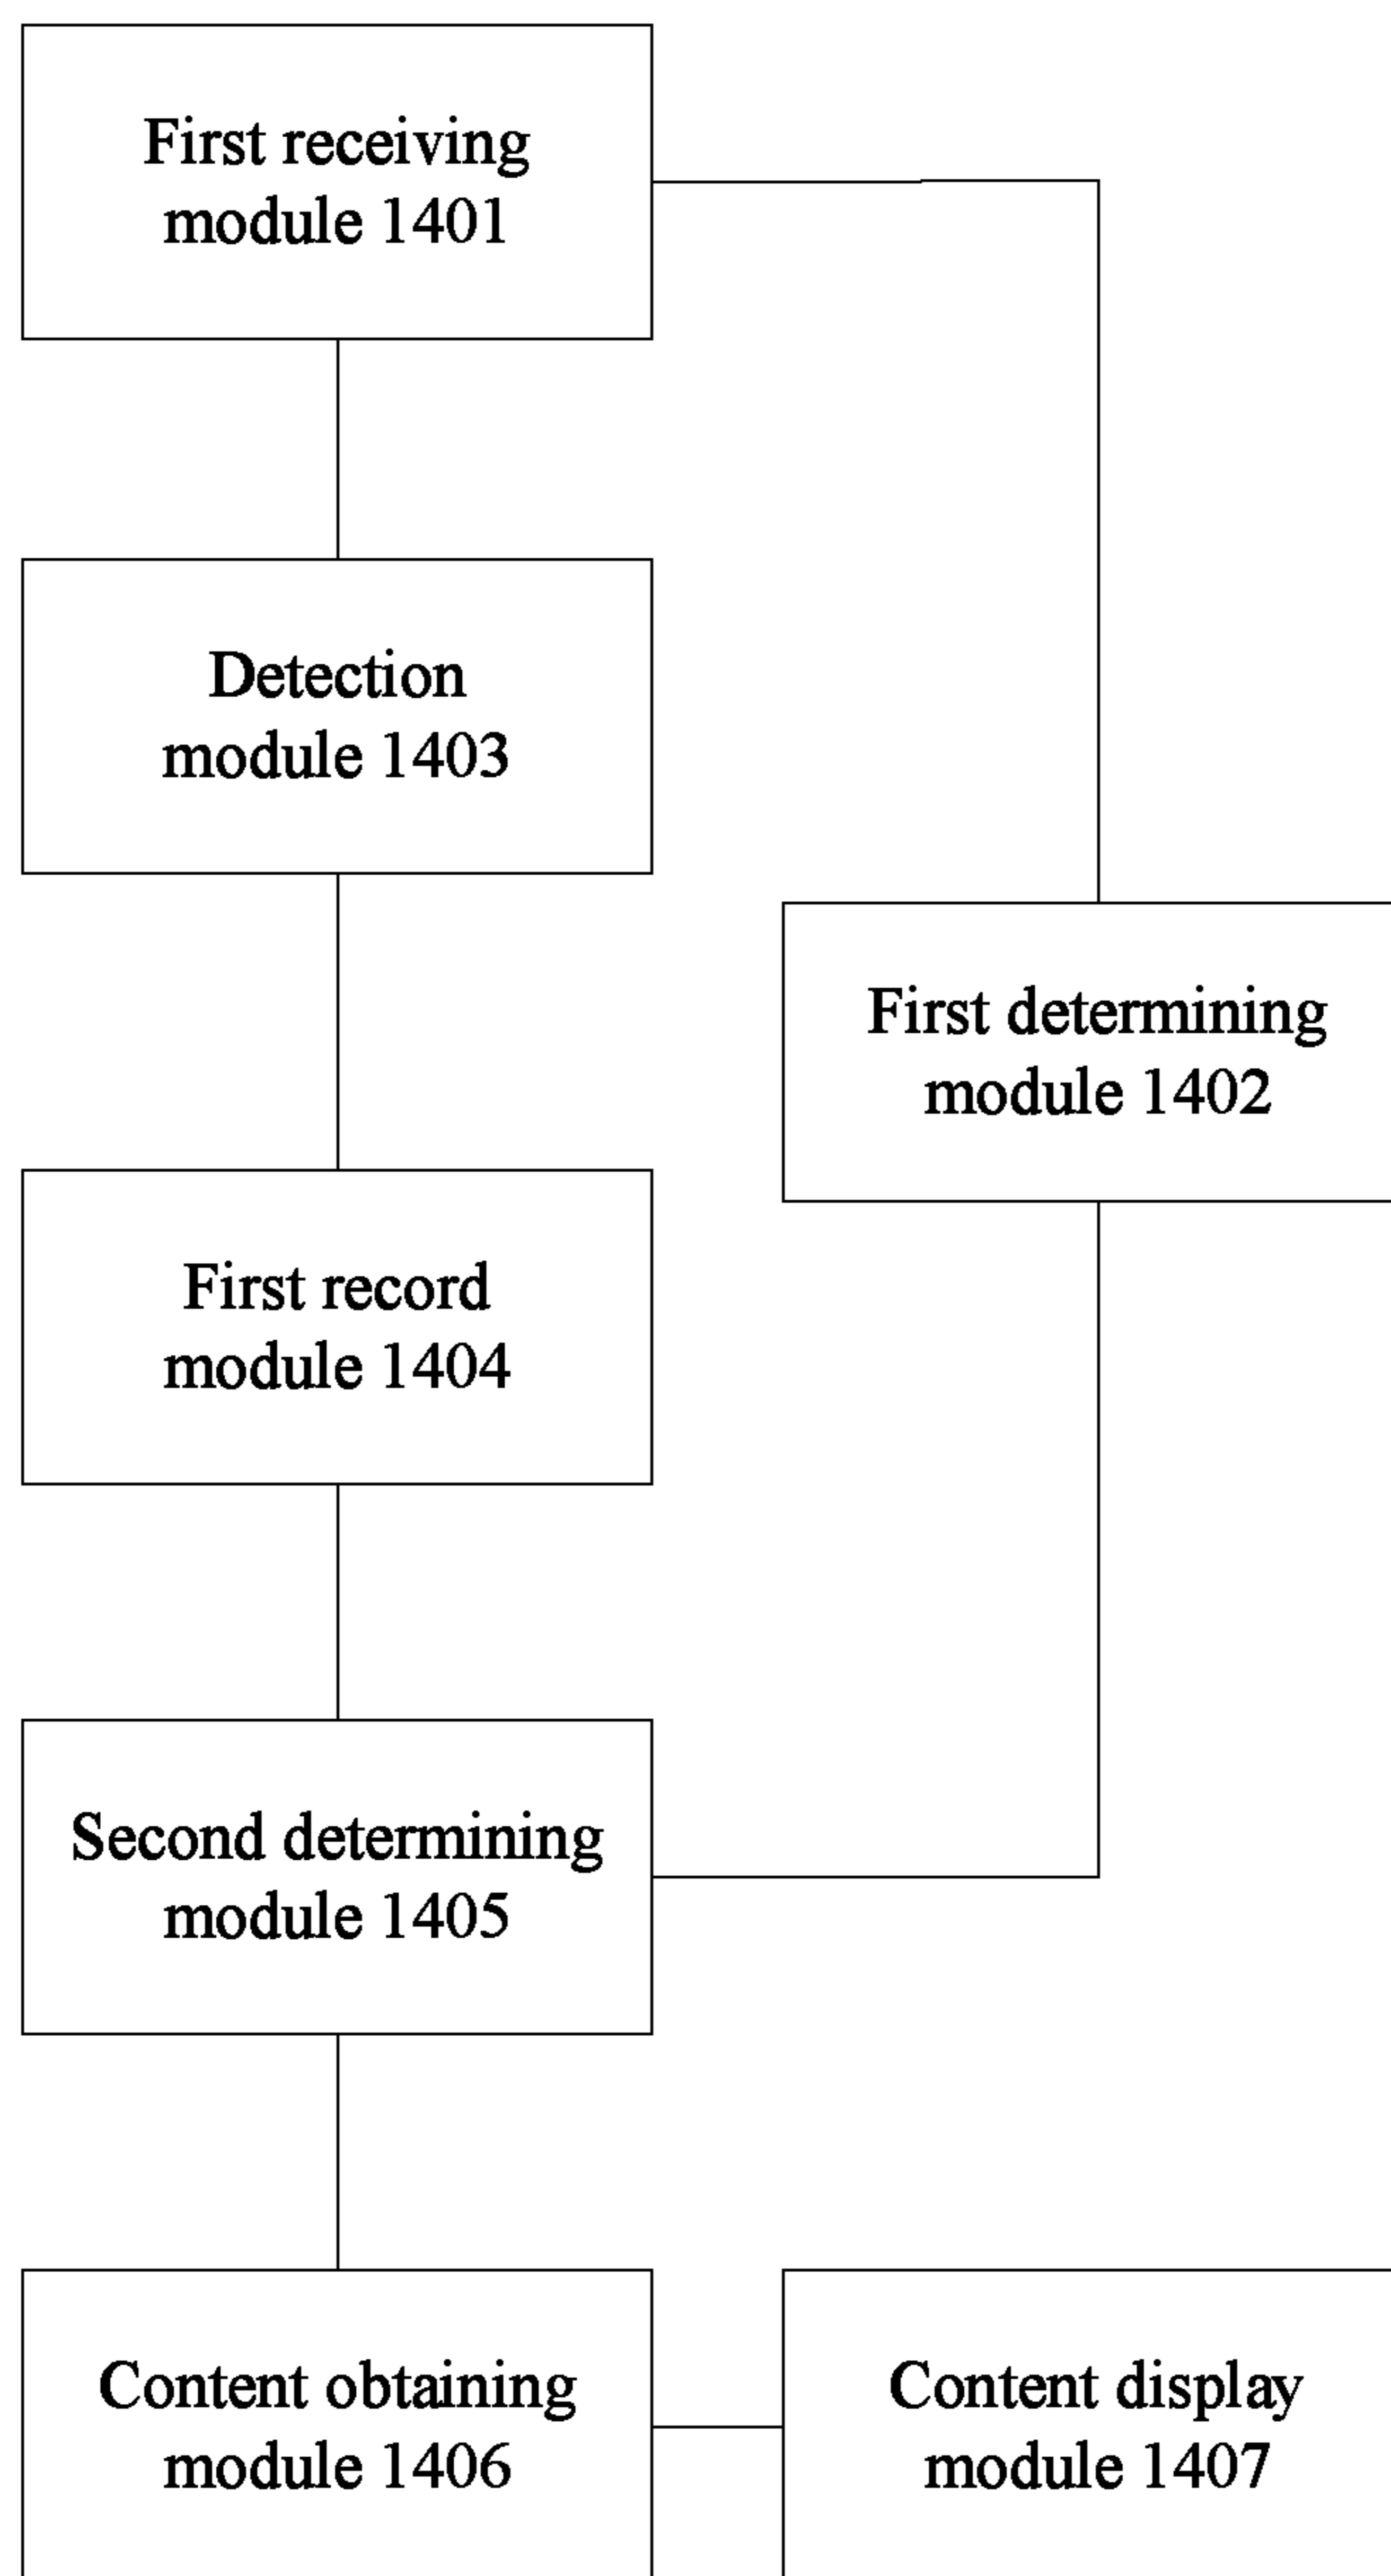 First receiving
module 1401
Detection
module 1403
First determining
module 1402
First record
module 1404
Second determining
module 1405
Content obtaining
module 1406
Content display
module 1407